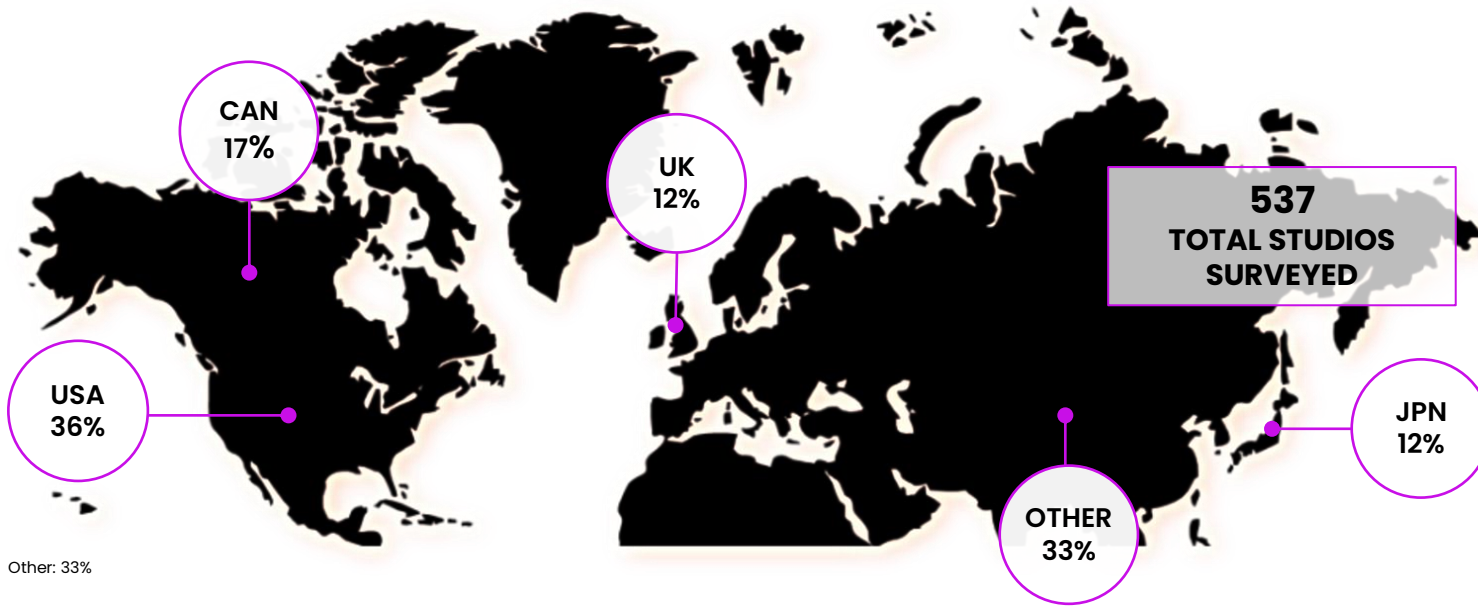 CAN
17%
UK
12%
537
TOTAL STUDIOS
SURVEYED
USA
36%
JPN
12%
OTHER
33%
Other: 33%